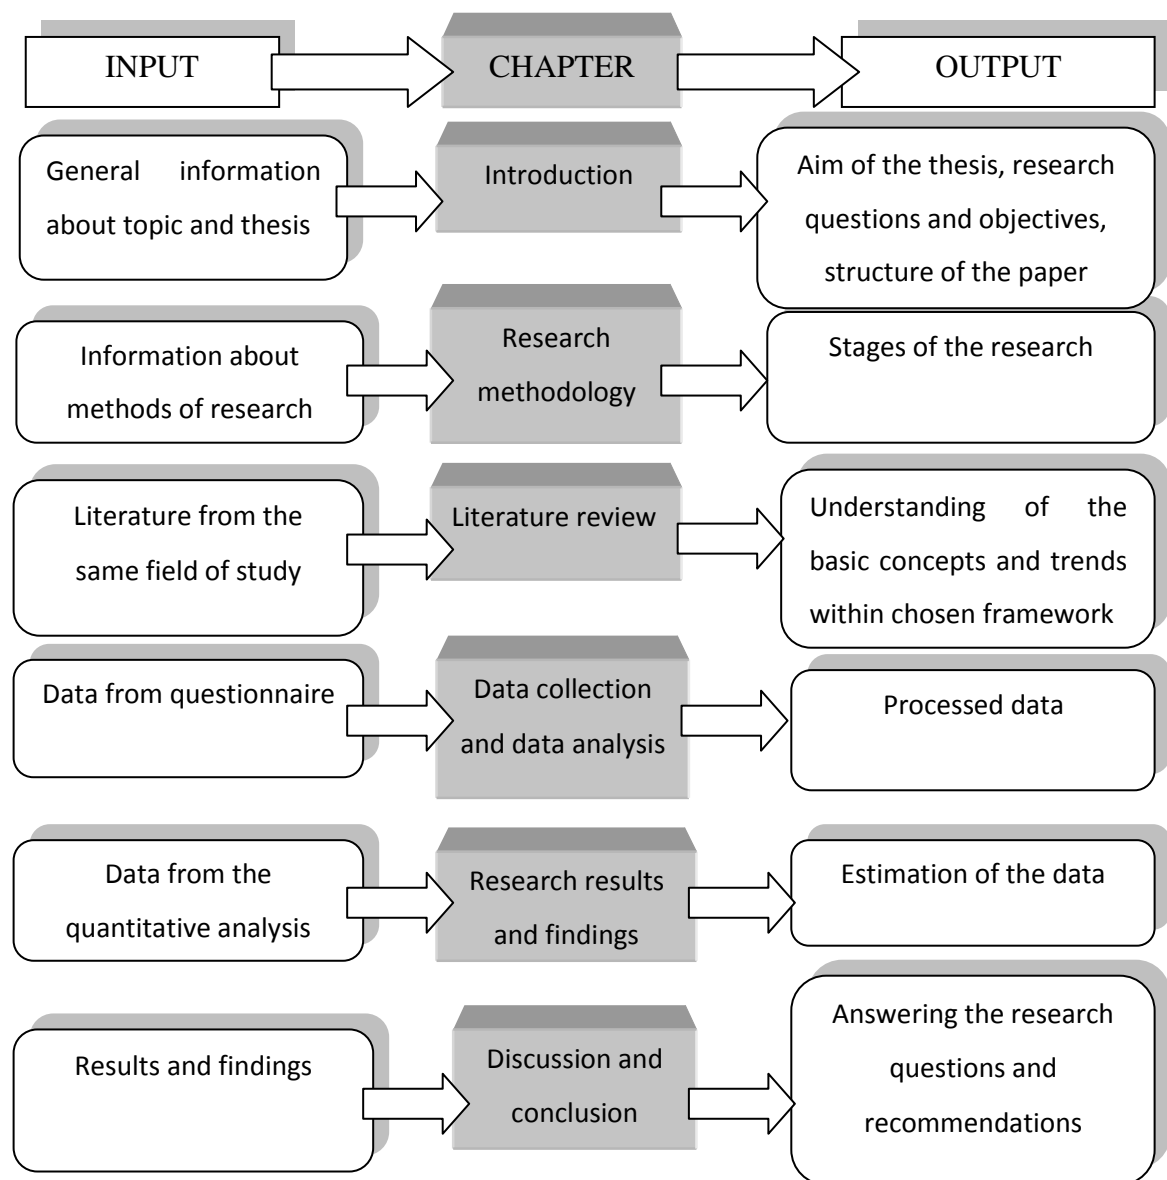 INPUT
CHAPTER
OUTPUT
General information
about topic and thesis
Introduction
Aim of the thesis, research
questions and objectives,
structure of the paper
Information about
methods of research
Research
methodology
Stages of the research
Literature from the
same field of study
Literature review
Understanding of the
basic concepts and trends
within chosen framework
Data from questionnaire
Data collection
and data analysis
Processed data
Data from the
quantitative analysis
Research results
and findings
Estimation of the data
Results and findings
Discussion and
conclusion
Answering the research
questions and
recommendations